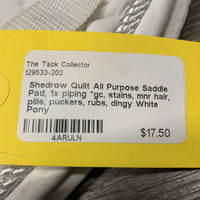 The Tack Collector
t29533-202
Shedrow Quilt All Purpose Saddle
Pad, 1x piping *gc, stains, mnr hair,
pills, puckers, rubs, dingy White
Pony
$17.50
4ARULN